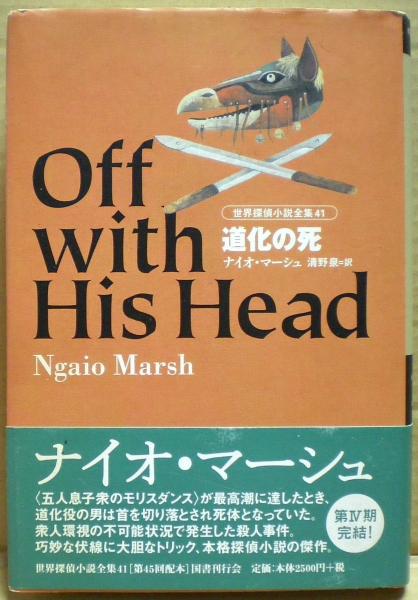 Off
with
His Head
世界探偵小説全集41
道化の死
ナイオ・マーシュ 清野泉=訳
Ngaio Marsh
ナイオ・マーシュ
〈五人息子衆のモリスダンス〉が最高潮に達したとき、
道化役の男は首を切り落とされ死体となっていた。
衆人環視の不可能状況で発生した殺人事件。
巧妙な伏線に大胆なトリック、本格探偵小説の傑作。
第Ⅳ期
完結!
世界探偵小説全集41[第45回配本]国書刊行会 定価:本体2500円+税